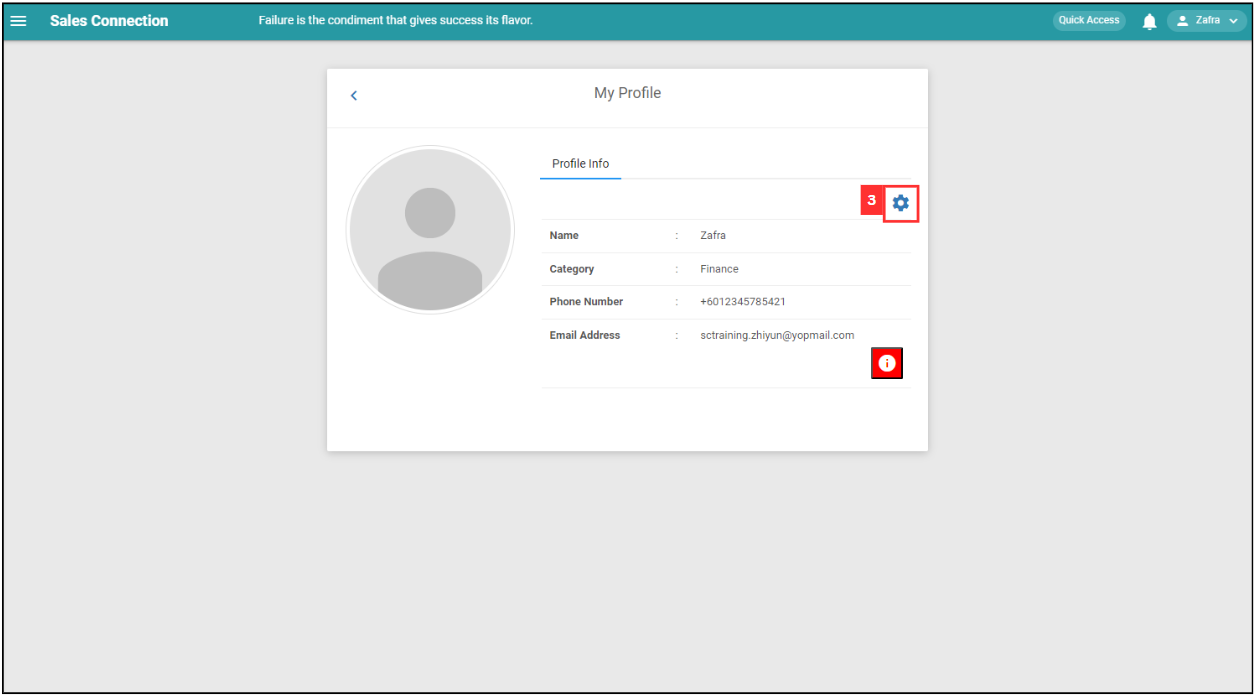 Sales Connection
Failure is the condiment that gives success its flavor.
Quick Access
Zafra
My Profile
Profile Info
3
Name : Zafra
Category : Finance
Phone Number : +6012345785421
Email Address : sctraining.zhiyun@yopmail.com